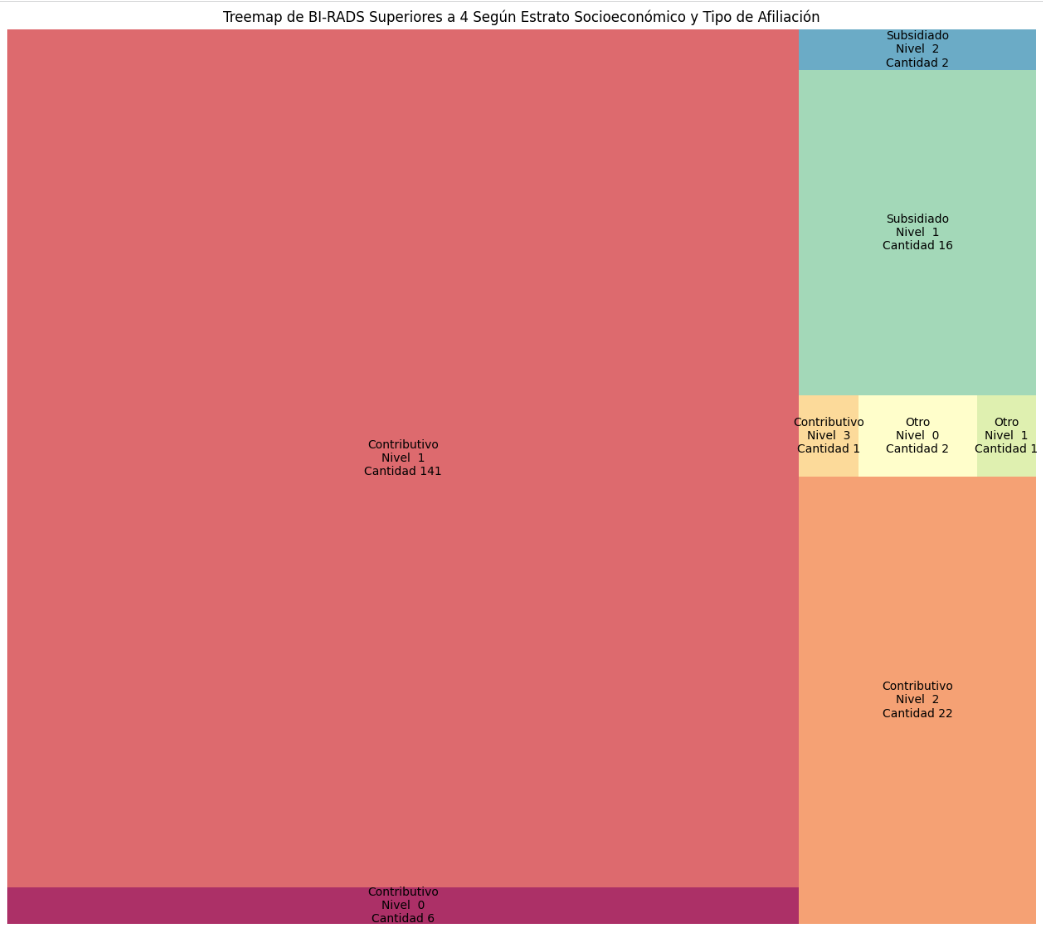 Treemap de BI-RADS Superiores a 4 Según Estrato Socioeconómico y Tipo de Afiliación
Subsidiado
Nivel  2
Cantidad 2
Subsidiado
Nivel  1
Cantidad 16
Contributivo
Nivel  3
Cantidad 1
Otro
Nivel  0
Cantidad 2
Otro
Nivel  1
Cantidad 1
Contributivo
Nivel  1
Cantidad 141
Contributivo
Nivel  2
Cantidad 22
Contributivo
Nivel  0
Cantidad 6